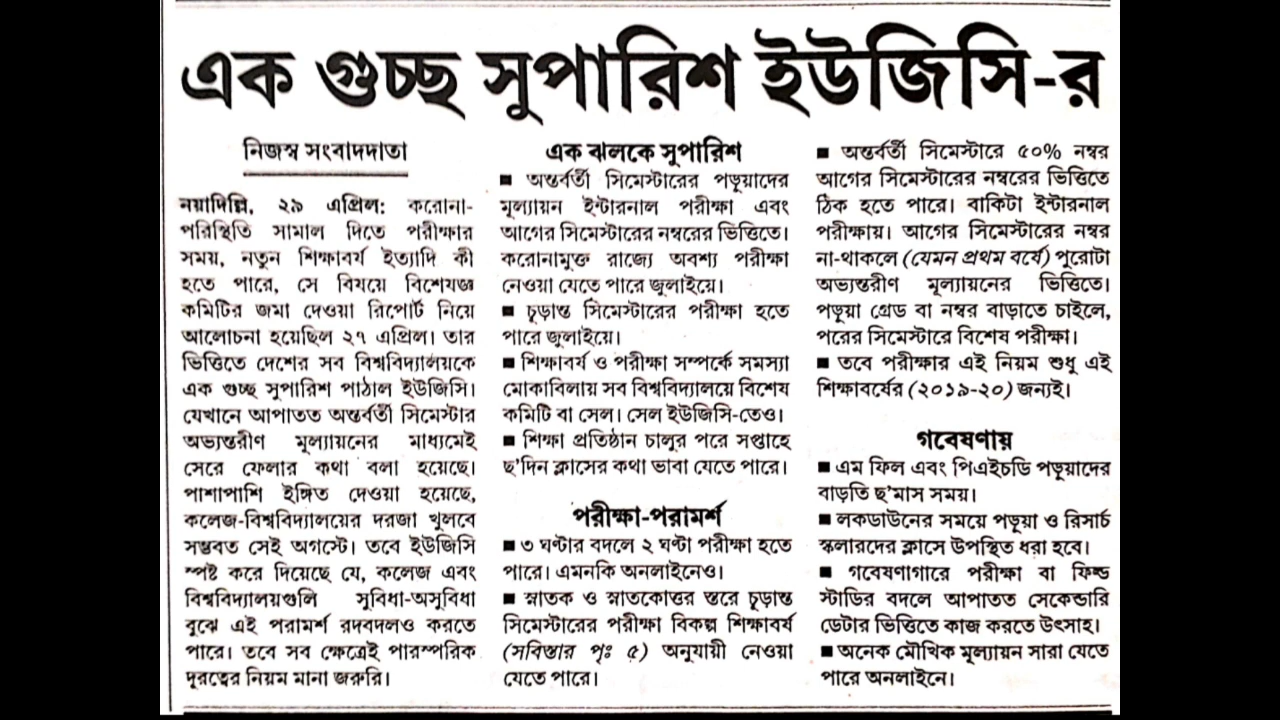 এক গুচ্ছ সুপারিশ ইউজিসি-র
নিজস্ব সংবাদদাতা
নয়াদিল্লি, ২৯ এপ্রিল: করোনা-
পরিস্থিতি সামাল দিতে পরীক্ষার
সময়, নতুন শিক্ষাবর্ষ ইত্যাদি কী
হতে পারে, সে বিষয়ে বিশেষজ্ঞ
কমিটির জমা দেওয়া রিপোর্ট নিয়ে
আলোচনা হয়েছিল ২৭ এপ্রিল। তার
ভিত্তিতে দেশের সব বিশ্ববিদ্যালয়কে
এক গুচ্ছ সুপারিশ পাঠাল ইউজিসি।
যেখানে আপাতত অন্তর্বর্তী সিমেস্টার
অভ্যন্তরীণ মূল্যায়নের মাধ্যমেই
সেরে ফেলার কথা বলা হয়েছে।
পাশাপাশি ইঙ্গিত দেওয়া হয়েছে,
কলেজ-বিশ্ববিদ্যালয়ের দরজা খুলবে
সম্ভবত সেই অগস্টে। তবে ইউজিসি
স্পষ্ট করে দিয়েছে যে, কলেজ এবং
বিশ্ববিদ্যালয়গুলি সুবিধা-অসুবিধা
বুঝে এই পরামর্শ রদবদলও করতে
পারে। তবে সব ক্ষেত্রেই পারস্পরিক
দূরত্বের নিয়ম মানা জরুরি।
এক ঝলকে সুপারিশ
■ অন্তর্বর্তী সিমেস্টারের পড়ুয়াদের
মূল্যায়ন ইন্টারনাল পরীক্ষা এবং
আগের সিমেস্টারের নম্বরের ভিত্তিতে।
করোনামুক্ত রাজ্যে অবশ্য পরীক্ষা
নেওয়া যেতে পারে জুলাইয়ে।
■ চূড়ান্ত সিমেস্টারের পরীক্ষা হতে
পারে জুলাইয়ে।
■ শিক্ষাবর্ষ ও পরীক্ষা সম্পর্কে সমস্যা
মোকাবিলায় সব বিশ্ববিদ্যালয়ে বিশেষ
কমিটি বা সেল। সেল ইউজিসি-তেও।
■ শিক্ষা প্রতিষ্ঠান চালুর পরে সপ্তাহে
ছ'দিন ক্লাসের কথা ভাবা যেতে পারে।
পরীক্ষা-পরামর্শ
■ ৩ ঘণ্টার বদলে ২ ঘণ্টা পরীক্ষা হতে
পারে। এমনকি অনলাইনেও।
■ স্নাতক ও স্নাতকোত্তর স্তরে চূড়ান্ত
সিমেস্টারের পরীক্ষা বিকল্প শিক্ষাবর্ষ
(সবিস্তার পৃঃ ৫) অনুযায়ী নেওয়া
যেতে পারে।
■ অন্তর্বর্তী সিমেস্টারে ৫০% নম্বর
আগের সিমেস্টারের নম্বরের ভিত্তিতে
ঠিক হতে পারে। বাকিটা ইন্টারনাল
পরীক্ষায়। আগের সিমেস্টারের নম্বর
না-থাকলে (যেমন প্রথম বর্ষে) পুরোটা
অভ্যন্তরীণ মূল্যায়নের ভিত্তিতে।
পড়ুয়া গ্রেড বা নম্বর বাড়াতে চাইলে,
পরের সিমেস্টারে বিশেষ পরীক্ষা।
■ তবে পরীক্ষার এই নিয়ম শুধু এই
শিক্ষাবর্ষের (২০১৯-২০) জন্যই।
গবেষণায়
■ এম ফিল এবং পিএইচডি পড়ুয়াদের
বাড়তি ছ'মাস সময়।
■ লকডাউনের সময়ে পড়ুয়া ও রিসার্চ
স্কলারদের ক্লাসে উপস্থিত ধরা হবে।
■ গবেষণাগারে পরীক্ষা বা ফিল্ড
স্টাডির বদলে আপাতত সেকেন্ডারি
ডেটার ভিত্তিতে কাজ করতে উৎসাহ।
■ অনেক মৌখিক মূল্যায়ন সারা যেতে
পারে অনলাইনে।